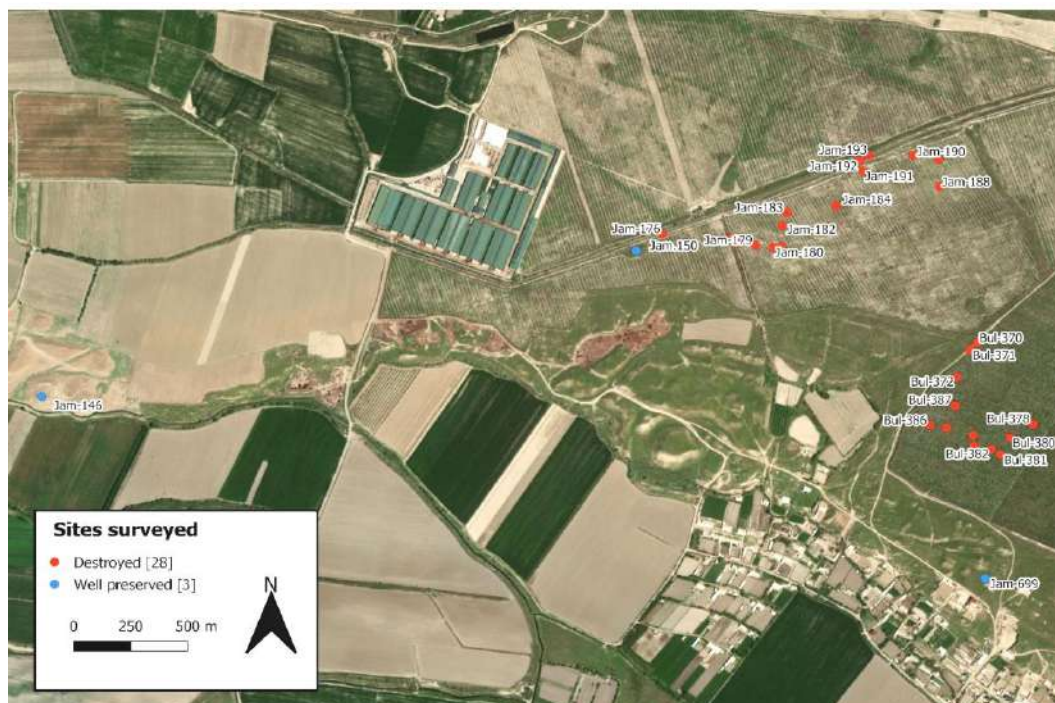 Jam-193
Jam-190
Jam-192
Jam-191
Jam-188
Jam-184
Jam-183
Jam-176
Jam-182
Jam-179
Jam-150
Jam-180
Bul-370
Bul-371
Bul-372
Jam-146
Bul-387
Bul-386
Bul-378
Bul-380
Bul-382
Bul-381
Sites surveyed
Destroyed [28]
Well preserved [3]
N
0 250 500 m
Jam-699